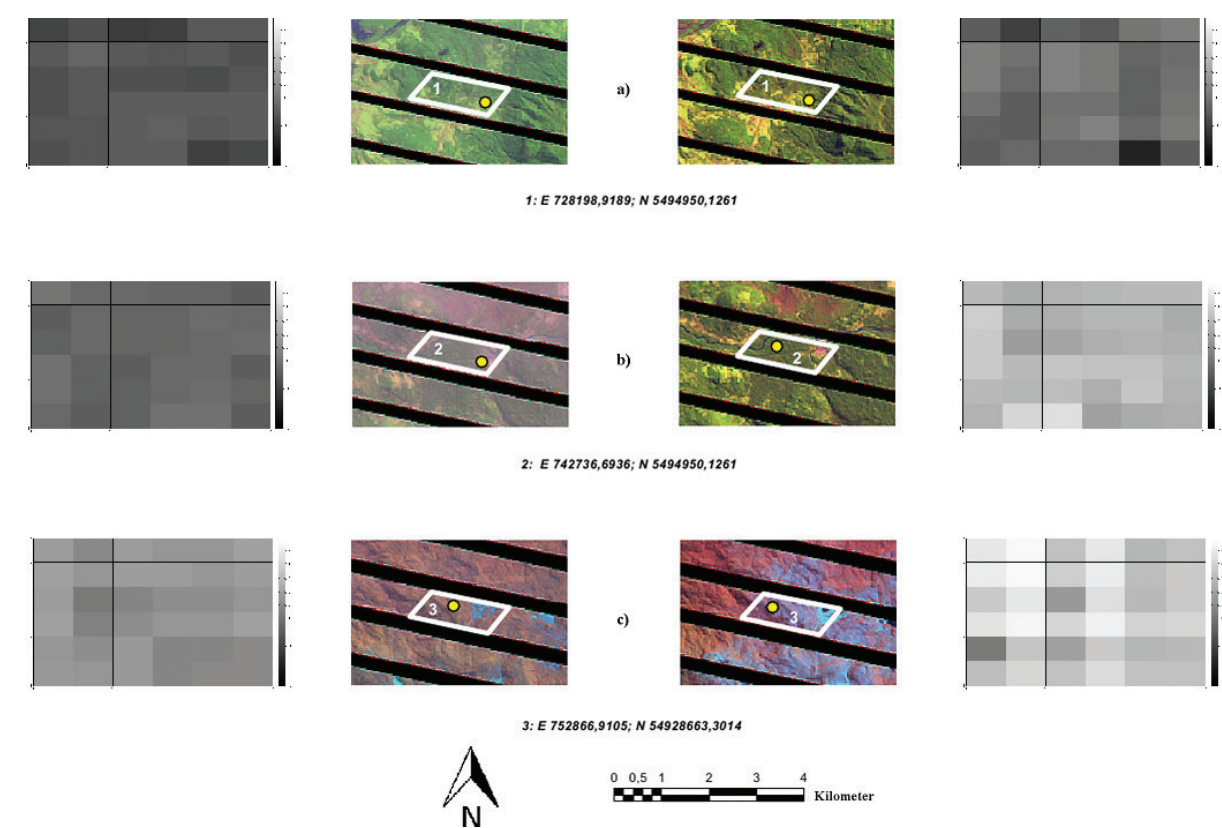 1
a)
1
1: E 728198,9189; N 5494950,1261
2
b)
2
2: E 742736,6936; N 5494950,1261
3
c)
3
3: E 752866,9105; N 54928663,3014
N
0 0,5 1 2 3 4
Kilometer